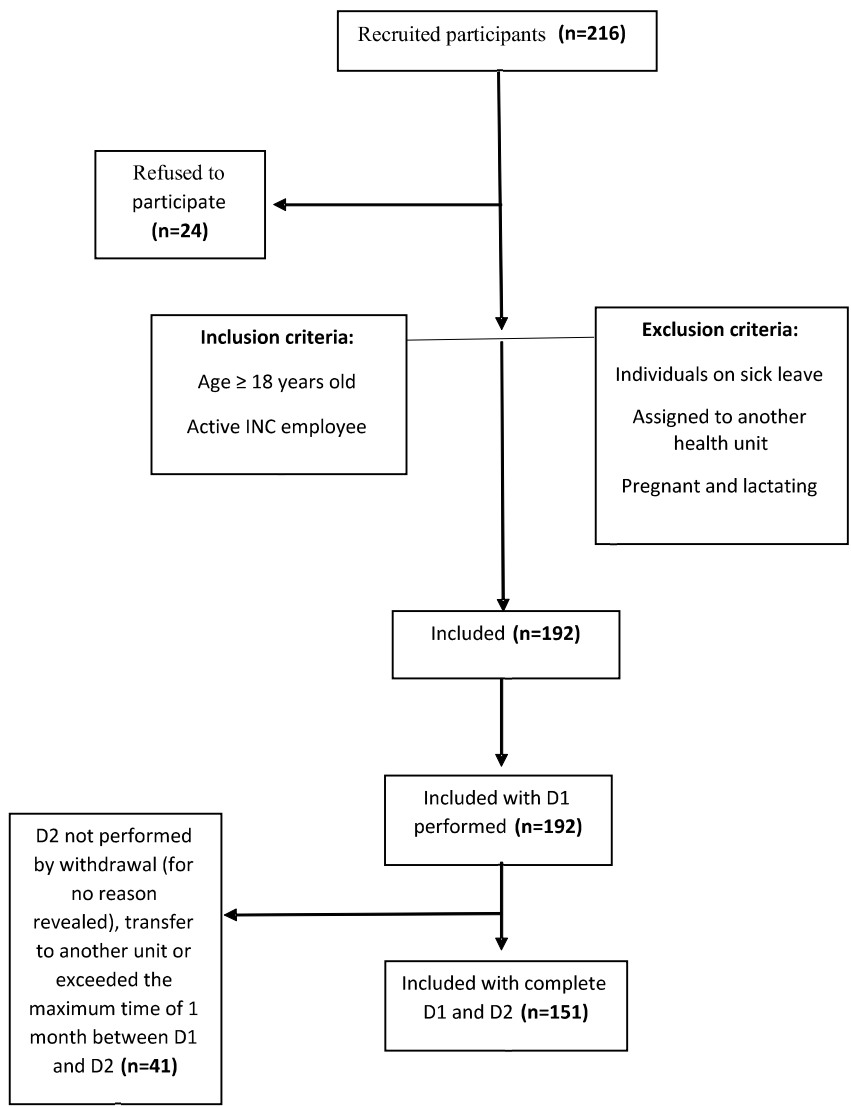 Recruited participants (n=216)
Refused to
participate
(n=24)
Inclusion criteria:
Age ≥ 18 years old
Active INC employee
Exclusion criteria:
Individuals on sick leave
Assigned to another
health unit
Pregnant and lactating
Included (n=192)
Included with D1
performed (n=192)
D2 not performed
by withdrawal (for
no reason
revealed), transfer
to another unit or
exceeded the
maximum time of 1
month between D1
and D2 (n=41)
Included with complete
D1 and D2 (n=151)